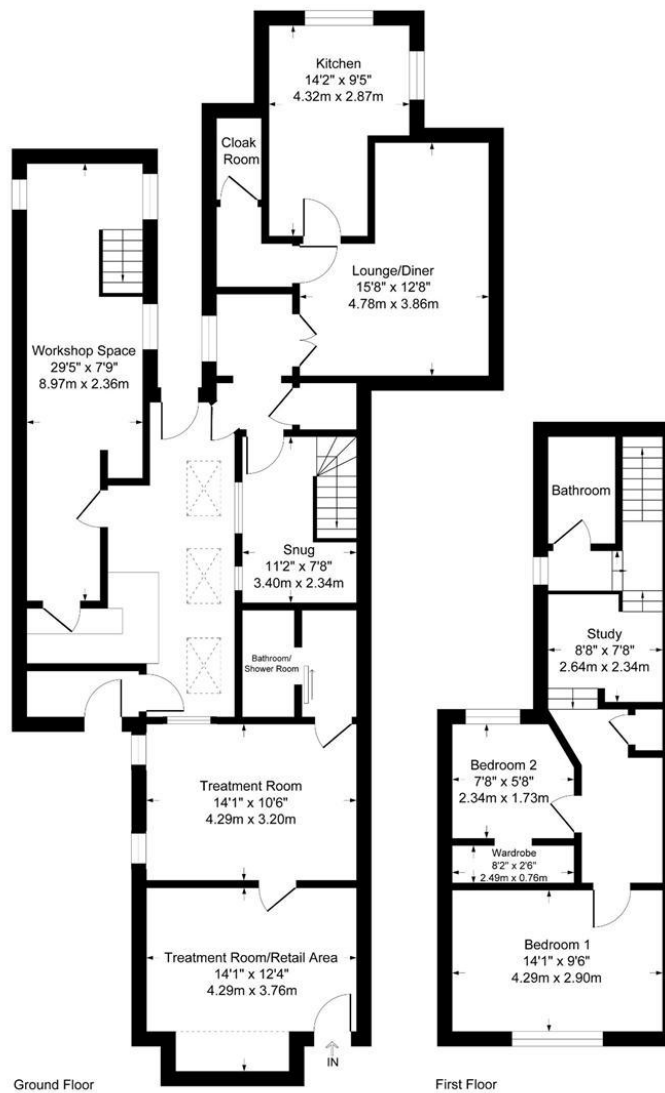 Kitchen
14'2" x 9'5"
4.32m x 2.87m
Cloak
Room
Lounge/Diner
15'8" x 12'8"
4.78m x 3.86m
Workshop Space
29'5" x 7'9"
8.97m x 2.36m
Snug
11'2" x 7'8"
3.40m x 2.34m
Bathroom/
Shower Room
Treatment Room
14'1" x 10'6"
4.29m x 3.20m
Treatment Room/Retail Area
14'1" x 12'4"
4.29m x 3.76m
IN
Ground Floor
Bathroom
Study
8'8" x 7'8"
2.64m x 2.34m
Bedroom 2
7'8" x 5'8"
2.34m x 1.73m
Wardrobe
8'2" x 2'6"
2.49m x 0.76m
Bedroom 1
14'1" x 9'6"
4.29m x 2.90m
First Floor